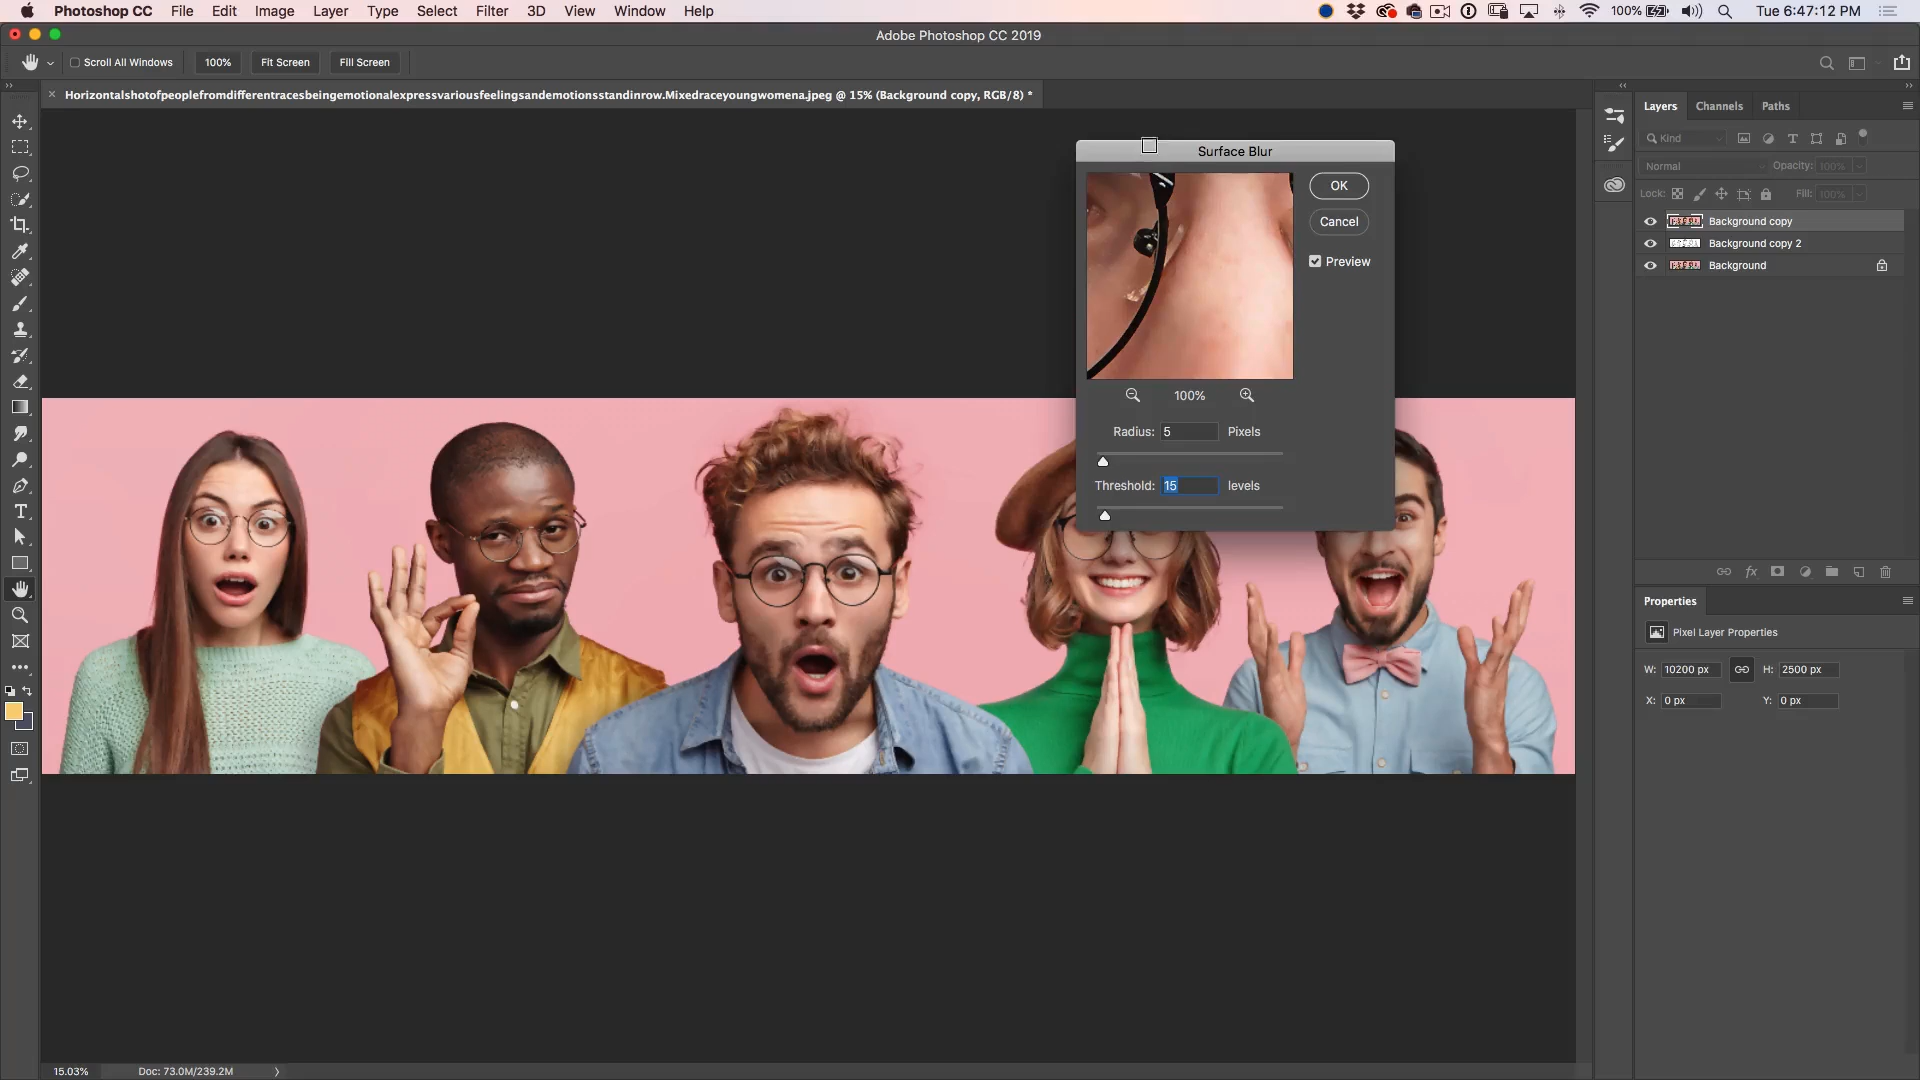 Photoshop CC File Edit Image Layer Type Select Filter 3D View Window Help 100% Tue 6:47:12 PM
Adobe Photoshop CC 2019
Scroll All Windows 100% Fit Screen Fill Screen
Horizontalshotofpeoplefromdifferentracesbeingemotionalexpressvariousfeelingsandemotionsstandinrow.Mixedraceyoungwomena.jpeg @ 15% (Background copy, RGB/8) *
Surface Blur
OK
Cancel
Preview
100%
Radius: 5 Pixels
Threshold: 15 levels
Layers Channels Paths
Kind
Normal Opacity: 100%
Lock: Fill: 100%
Background copy
Background copy 2
Background
fx
Properties
Pixel Layer Properties
W: 10200 px H: 2500 px
X: 0 px Y: 0 px
15.03% Doc: 73.0M/239.2M